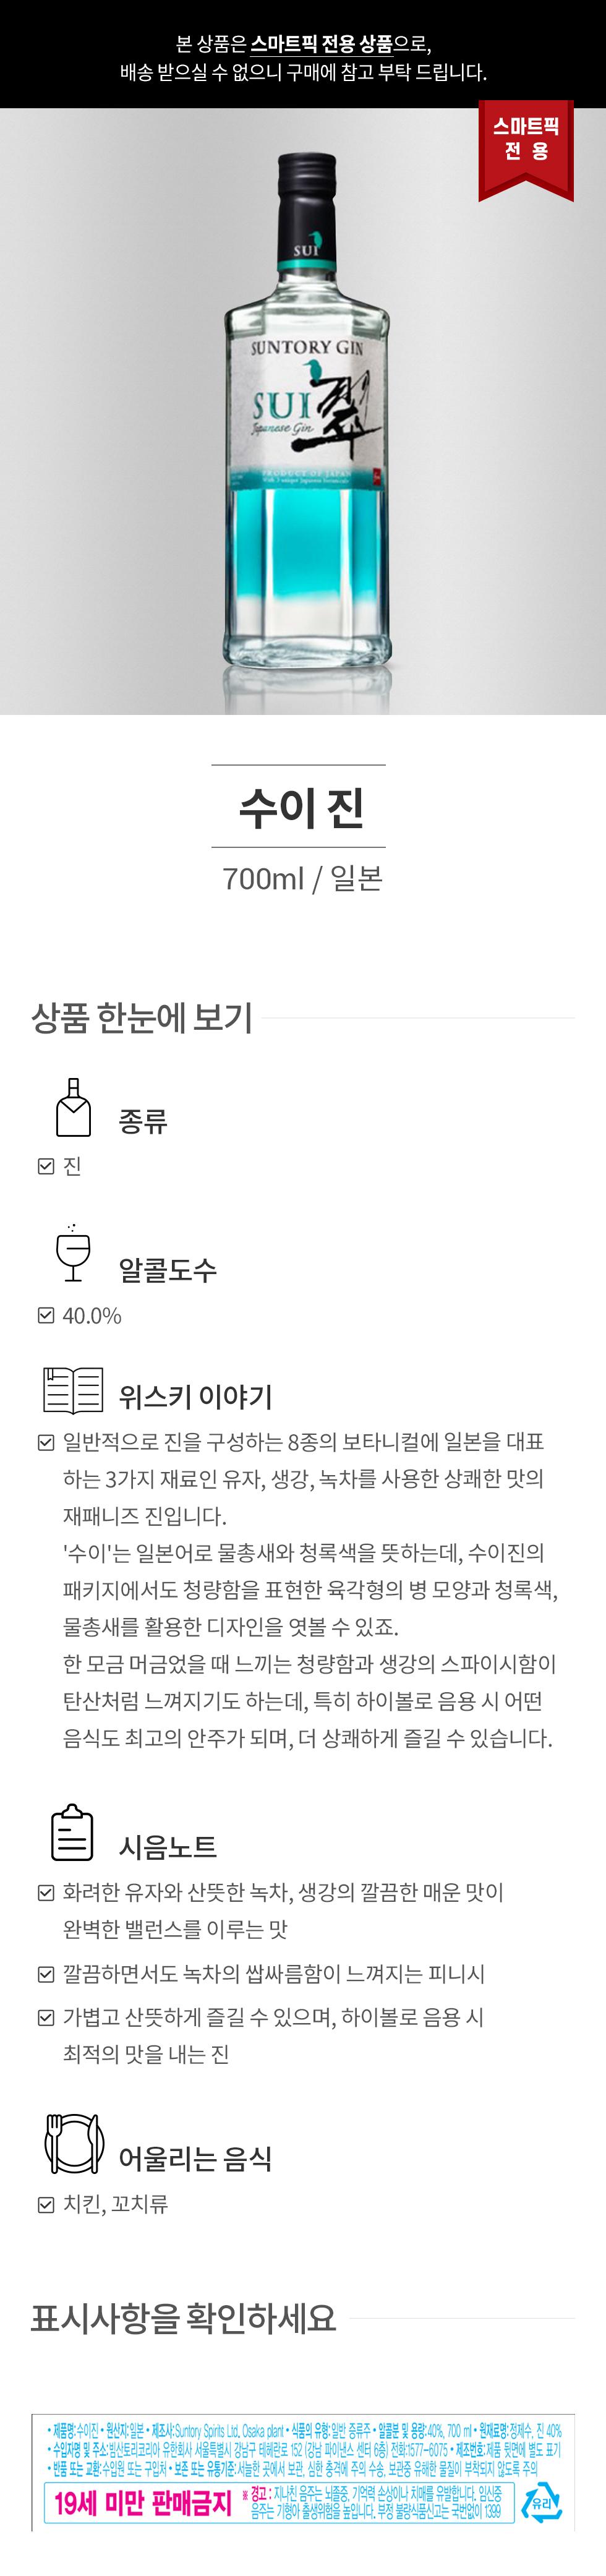 본 상품은 스마트픽 전용 상품으로,
배송 받으실 수 없으니 구매에 참고 부탁 드립니다.
스마트픽
전 용
SUI
SUNTORY GIN
SUI 翠
Japanese Gin
PRODUCT OF JAPAN
수이 진
700ml / 일본
상품 한눈에 보기
종류
진
알콜도수
40.0%
위스키 이야기
일반적으로 진을 구성하는 8종의 보타니컬에 일본을 대표
하는 3가지 재료인 유자, 생강, 녹차를 사용한 상쾌한 맛의
재패니즈 진입니다.
'수이'는 일본어로 물총새와 청록색을 뜻하는데, 수이진의
패키지에서도 청량함을 표현한 육각형의 병 모양과 청록색,
물총새를 활용한 디자인을 엿볼 수 있죠.
한 모금 머금었을 때 느끼는 청량함과 생강의 스파이시함이
탄산처럼 느껴지기도 하는데, 특히 하이볼로 음용 시 어떤
음식도 최고의 안주가 되며, 더 상쾌하게 즐길 수 있습니다.
시음노트
화려한 유자와 산뜻한 녹차, 생강의 깔끔한 매운 맛이
완벽한 밸런스를 이루는 맛
깔끔하면서도 녹차의 쌉싸름함이 느껴지는 피니시
가볍고 산뜻하게 즐길 수 있으며, 하이볼로 음용 시
최적의 맛을 내는 진
어울리는 음식
치킨, 꼬치류
표시사항을 확인하세요
• 제품명:수이진 • 원산지:일본 • 제조사:Suntory Spirits Ltd, Osaka plant • 식품의 유형:일반 증류주 • 알콜분 및 용량:40%, 700 ml • 원재료명:정제수, 진 40%
• 수입자명 및 주소:빔산토리코리아 유한회사 서울특별시 강남구 테헤란로 152 (강남 파이낸스 센터 6층) 전화:1577-6075 • 제조번호:제품 뒷면에 별도 표기
• 반품 또는 교환:수입원 또는 구입처 • 보존 또는 유통기준:서늘한 곳에서 보관, 심한 충격에 주의 수송, 보관중 유해한 물질이 부착되지 않도록 주의
19세 미만 판매금지 ※ 경고 : 지나친 음주는 뇌졸중, 기억력 손상이나 치매를 유발합니다. 임신중
음주는 기형아 출생위험을 높입니다. 부정 불량식품신고는 국번없이 1399
유리